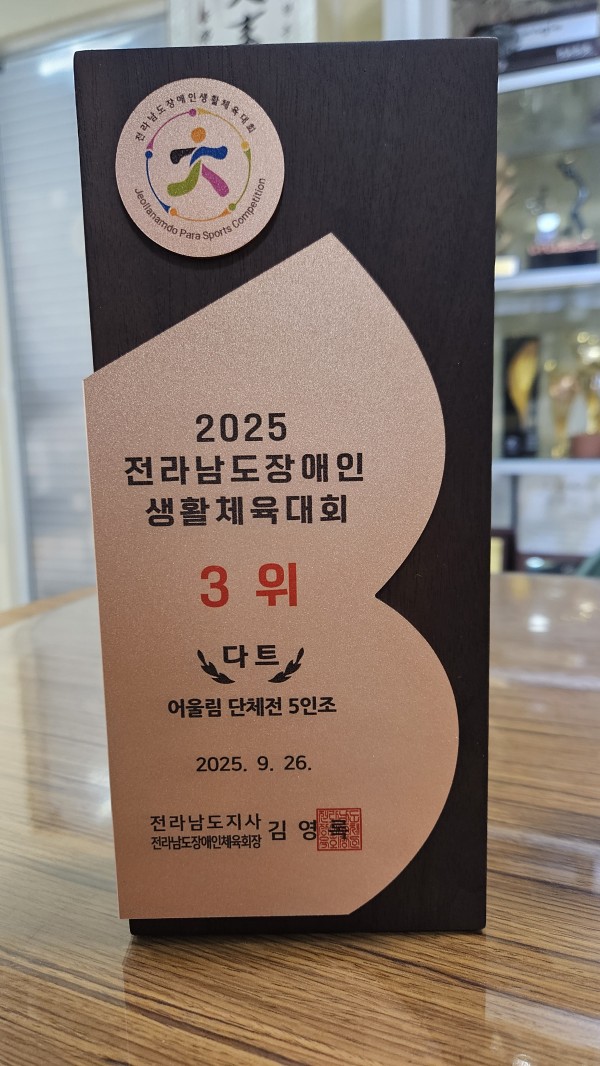 전라남도장애인생활체육대회
Jeollanamdo Para Sports Competition
2025
전라남도장애인
생활체육대회
3 위
다트
어울림 단체전 5인조
2025. 9. 26.
전라남도지사
전라남도장애인체육회장
김 영 록